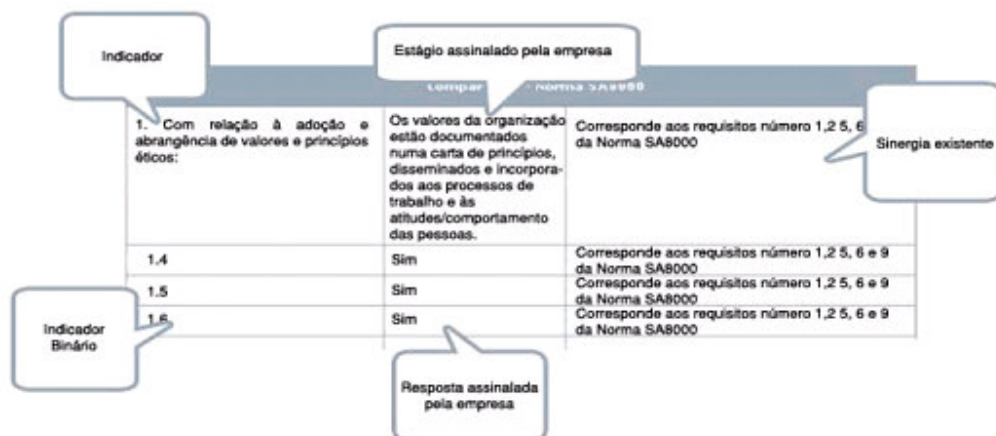 Indicador
Estágio assinalado pela empresa
Norma SA8000
1. Com relação à adoção e
abrangência de valores e princípios
éticos:
Os valores da organização
estão documentados
numa carta de princípios,
disseminados e incorpora-
dos aos processos de
trabalho e às
atitudes/comportamento
das pessoas.
Corresponde aos requisitos número 1,2 5, 6
da Norma SA8000
Sinergia existente
1.4
Sim
Corresponde aos requisitos número 1,2 5, 6 e 9
da Norma SA8000
1.5
Sim
Corresponde aos requisitos número 1,2 5, 6 e 9
da Norma SA8000
1.6
Sim
Corresponde aos requisitos número 1,2 5, 6 e 9
da Norma SA8000
Indicador
Binário
Resposta assinalada
pela empresa